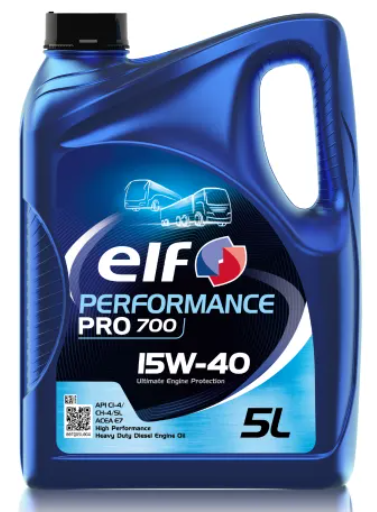 elf
PERFORMANCE
PRO 700
15W-40
Ultimate Engine Protection
API CI-4/
CH-4/SL
ACEA E7
High Performance
Heavy Duty Diesel Engine Oil
5L